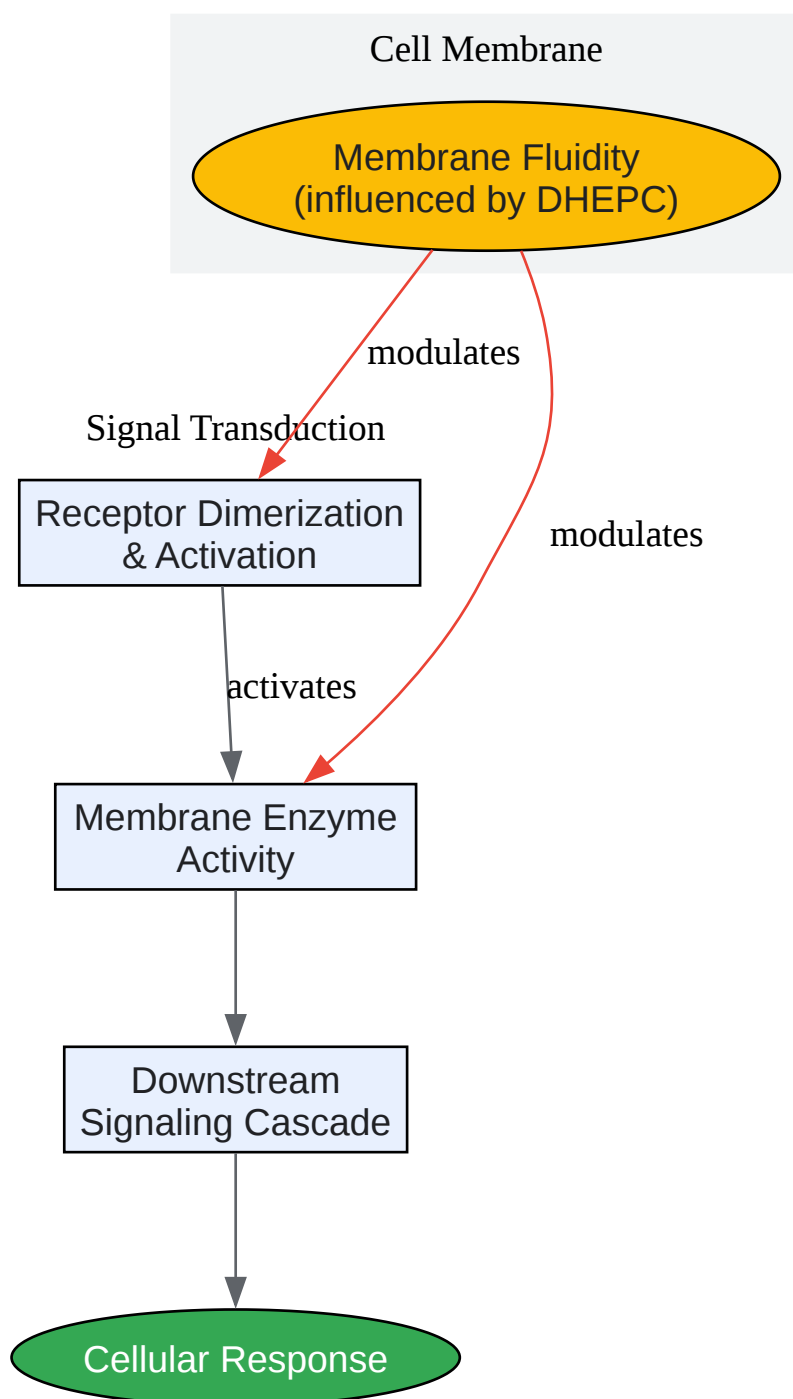 Cell Membrane
Membrane Fluidity
(influenced by DHEPC)
modulates
Signal Transduction
Receptor Dimerization
& Activation
modulates
activates
Membrane Enzyme
Activity
Downstream
Signaling Cascade
Cellular Response